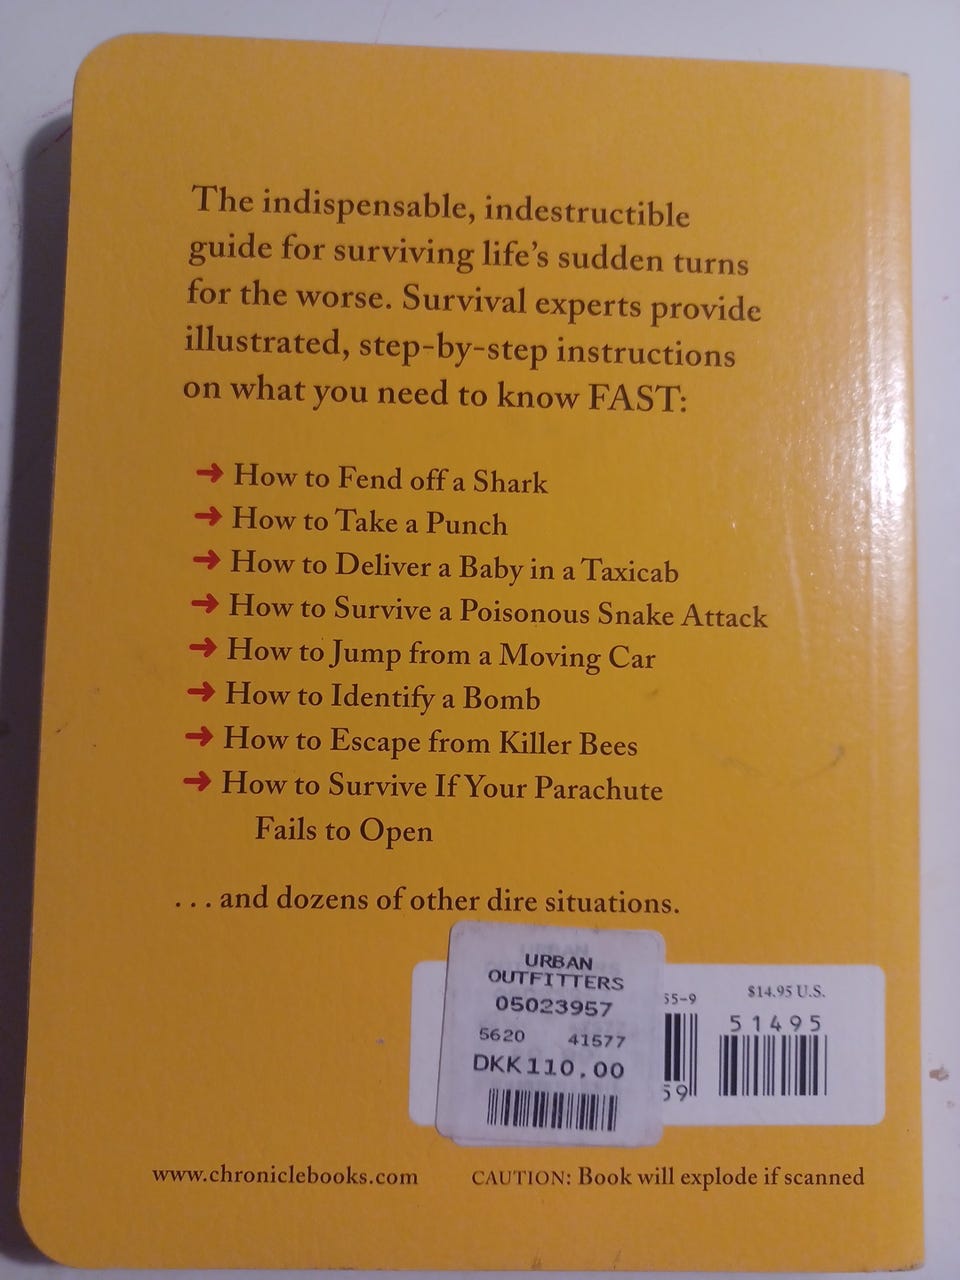 The indispensable, indestructible
guide for surviving life's sudden turns
for the worse. Survival experts provide
illustrated, step-by-step instructions
on what you need to know FAST:
➜ How to Fend off a Shark
➜ How to Take a Punch
➜ How to Deliver a Baby in a Taxicab
➜ How to Survive a Poisonous Snake Attack
➜ How to Jump from a Moving Car
➜ How to Identify a Bomb
➜ How to Escape from Killer Bees
➜ How to Survive If Your Parachute
Fails to Open
. . . and dozens of other dire situations.
URBAN
OUTFITTERS
05023957
5620 41577
DKK110.00
55-9 $14.95 U.S.
51495
59
www.chroniclebooks.com CAUTION: Book will explode if scanned